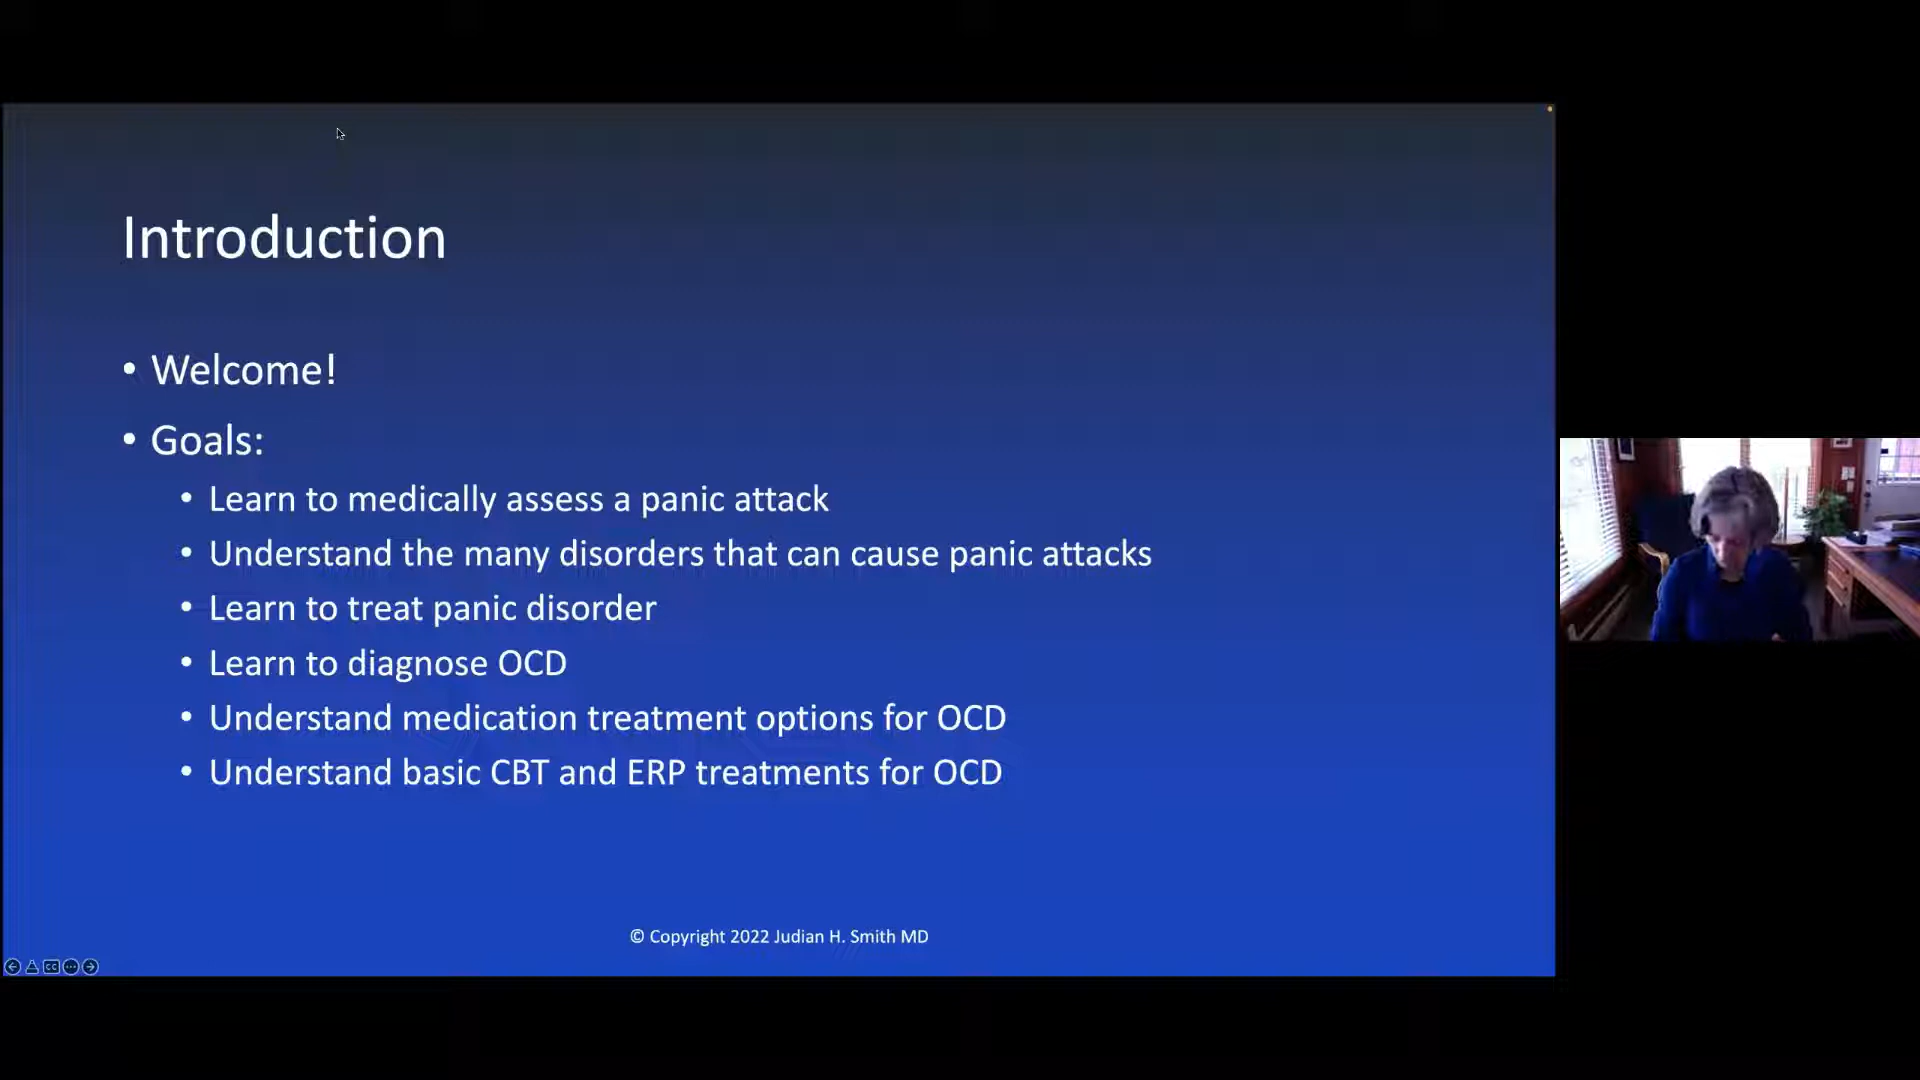 Introduction
• Welcome!
• Goals:
• Learn to medically assess a panic attack
• Understand the many disorders that can cause panic attacks
• Learn to treat panic disorder
• Learn to diagnose OCD
• Understand medication treatment options for OCD
• Understand basic CBT and ERP treatments for OCD
© Copyright 2022 Judian H. Smith MD
CC